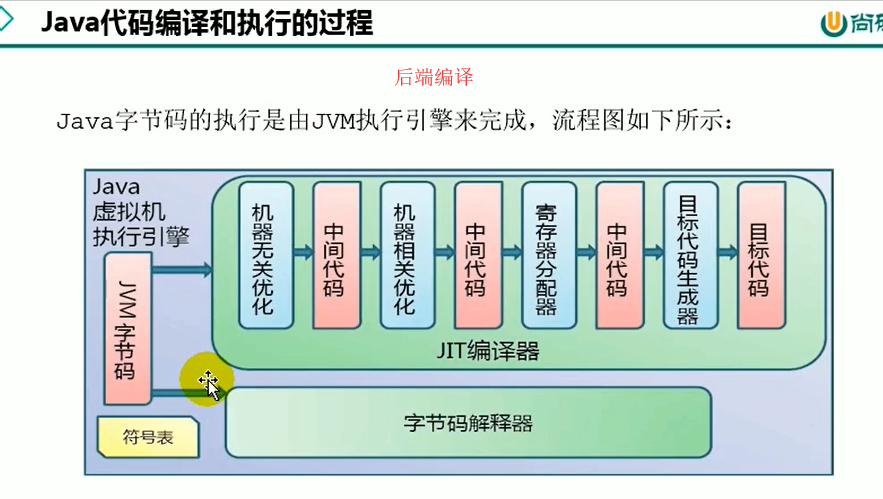 Java代码编译和执行的过程
尚
后端编译
Java字节码的执行是由JVM执行引擎来完成，流程图如下所示：
Java
虚拟机
执行引擎
JVM字节码
机器无关优化
中间代码
机器相关优化
中间代码
寄存器分配器
中间代码
目标代码生成器
目标代码
JIT编译器
字节码解释器
符号表